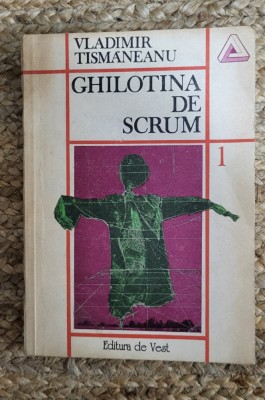 VLADIMIR
TISMĂNEANU
GHILOTINA
DE
SCRUM
1
Editura de Vest